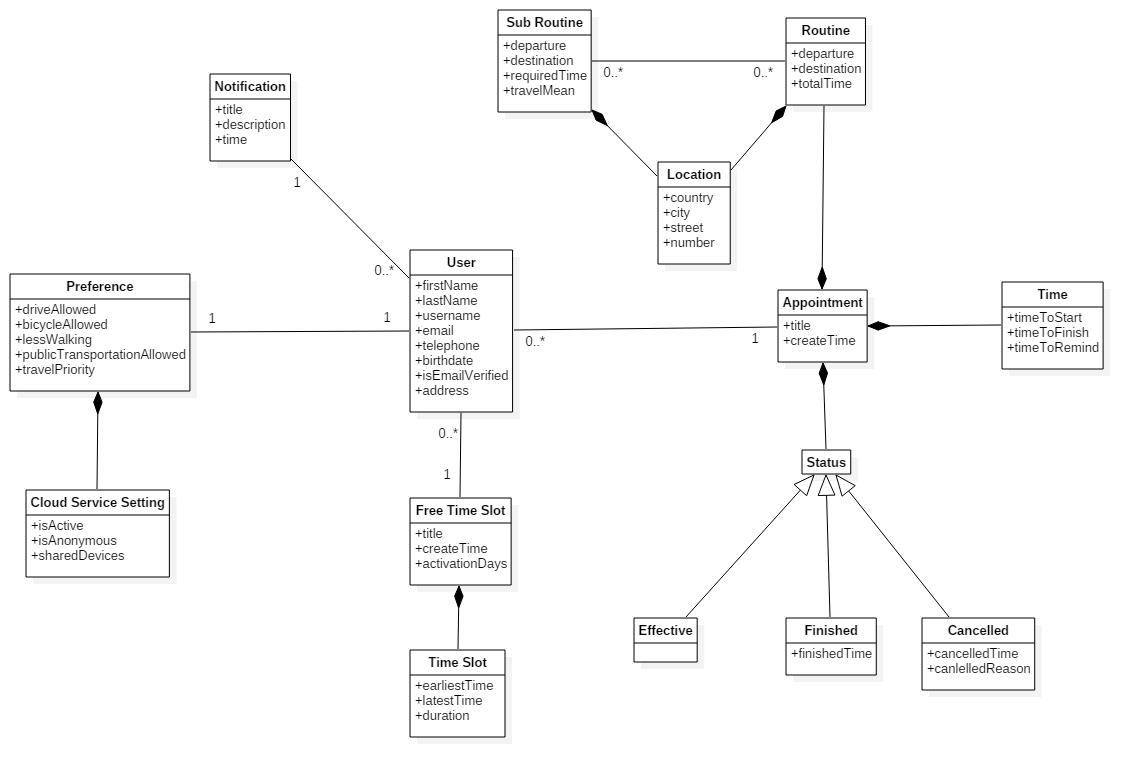 Sub Routine
+departure
+destination
+requiredTime
+travelMean
0..*
0..*
Routine
+departure
+destination
+totalTime
Notification
+title
+description
+time
1
0..*
Location
+country
+city
+street
+number
Preference
+driveAllowed
+bicycleAllowed
+lessWalking
+publicTransportationAllowed
+travelPriority
1
1
User
+firstName
+lastName
+username
+email
+telephone
+birthdate
+isEmailVerified
+address
0..*
1
Appointment
+title
+createTime
Time
+timeToStart
+timeToFinish
+timeToRemind
0..*
1
Status
Cloud Service Setting
+isActive
+isAnonymous
+sharedDevices
Free Time Slot
+title
+createTime
+activationDays
Effective
Finished
+finishedTime
Cancelled
+cancelledTime
+canlelledReason
Time Slot
+earliestTime
+latestTime
+duration